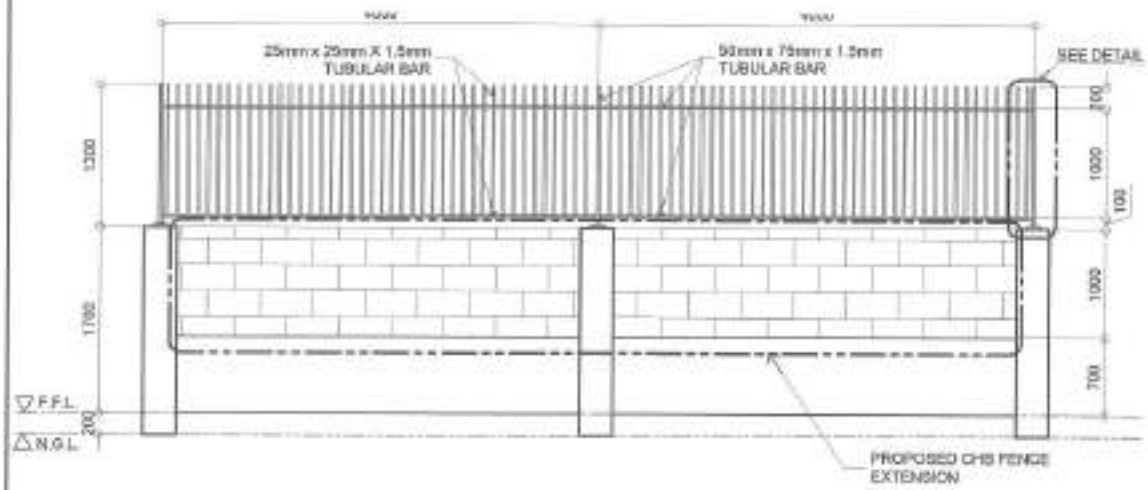 4000
25mm x 25mm X 1.5mm
TUBULAR BAR
50mm x 75mm x 1.5mm
TUBULAR BAR
SEE DETAIL
200
1300
1000
100
1000
1700
700
F.F.L.
200
N.G.L.
PROPOSED CHB FENCE
EXTENSION